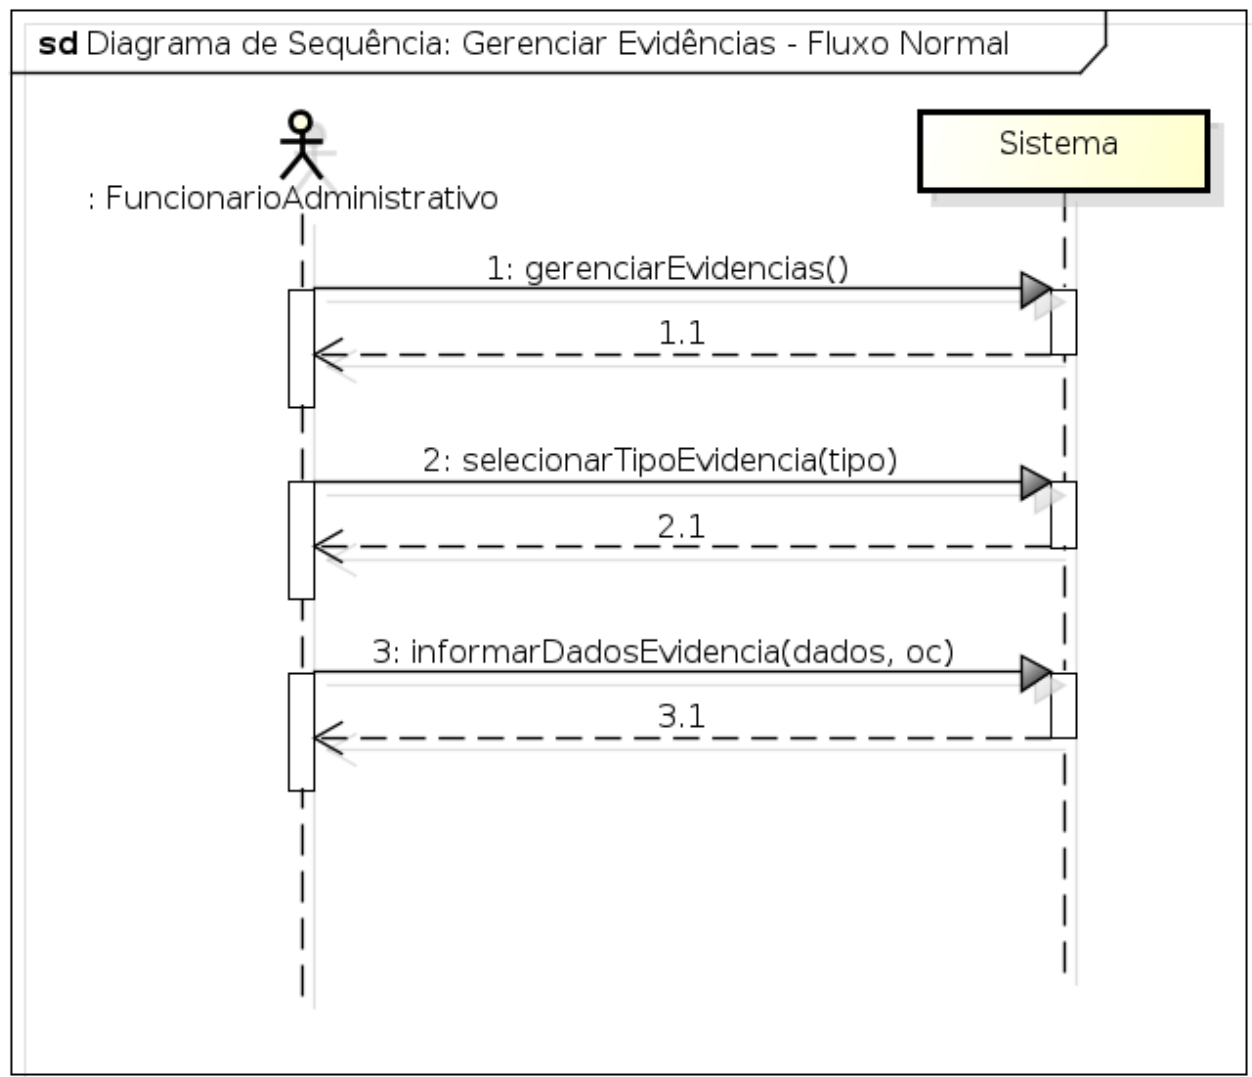 sd Diagrama de Sequência: Gerenciar Evidências - Fluxo Normal
Sistema
: FuncionarioAdministrativo
1: gerenciarEvidencias()
1.1
2: selecionarTipoEvidencia(tipo)
2.1
3: informarDadosEvidencia(dados, oc)
3.1